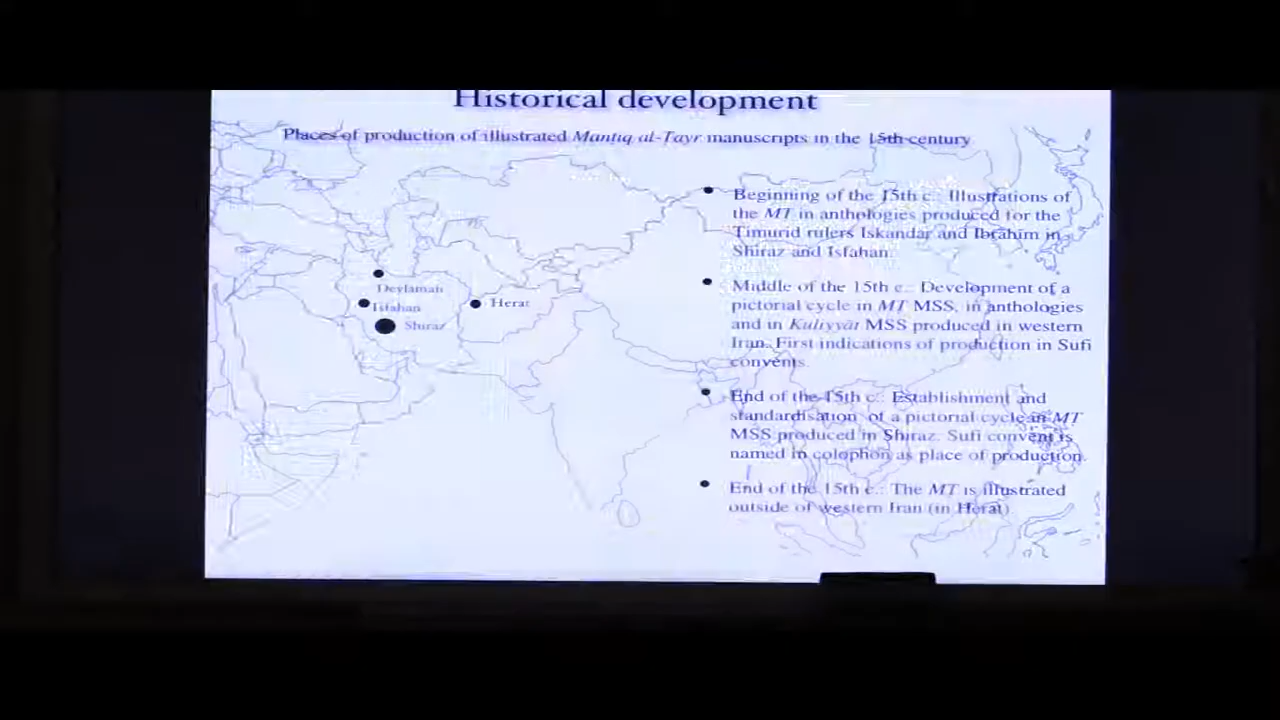 Historical development
Places of production of illustrated Mantiq al-Tayr manuscripts in the 15th century
Beginning of the 15th c.: Illustrations of
the MT in anthologies produced for the
Timurid rulers Iskandar and Ibrahim in
Shiraz and Isfahan.
Middle of the 15th c.: Development of a
pictorial cycle in MT MSS, in anthologies
and in Kuliyyāt MSS produced in western
Iran. First indications of production in Sufi
convents.
End of the 15th c.: Establishment and
standardisation of a pictorial cycle in MT
MSS produced in Shiraz. Sufi convent is
named in colophon as place of production.
End of the 15th c.: The MT is illustrated
outside of western Iran (in Herat)
Deylaman
Isfahan
Herat
Shiraz